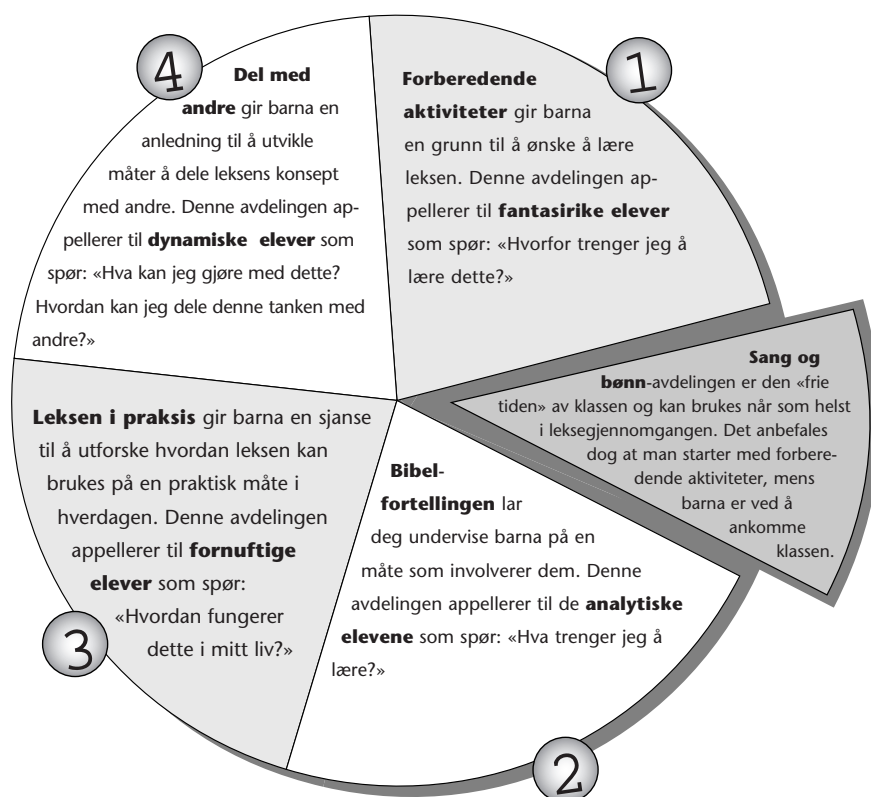 1
Forberedende
aktiviteter gir barna
en grunn til å ønske å lære
leksen. Denne avdelingen ap-
pellerer til fantasirike elever
som spør: «Hvorfor trenger jeg å
lære dette?»
Sang og
bønn-avdelingen er den «frie
tiden» av klassen og kan brukes når som helst
i leksegjennomgangen. Det anbefales
dog at man starter med forbere-
dende aktiviteter, mens
barna er ved å
ankomme
klassen.
2
Bibel-
fortellingen lar
deg undervise barna på en
måte som involverer dem. Denne
avdelingen appellerer til de analytiske
elevene som spør: «Hva trenger jeg å
lære?»
3
Leksen i praksis gir barna en sjanse
til å utforske hvordan leksen kan
brukes på en praktisk måte i
hverdagen. Denne avdelingen
appellerer til fornuftige
elever som spør:
«Hvordan fungerer
dette i mitt liv?»
4
Del med
andre gir barna en
anledning til å utvikle
måter å dele leksens konsept
med andre. Denne avdelingen ap-
pellerer til dynamiske elever som
spør: «Hva kan jeg gjøre med dette?
Hvordan kan jeg dele denne tanken med
andre?»